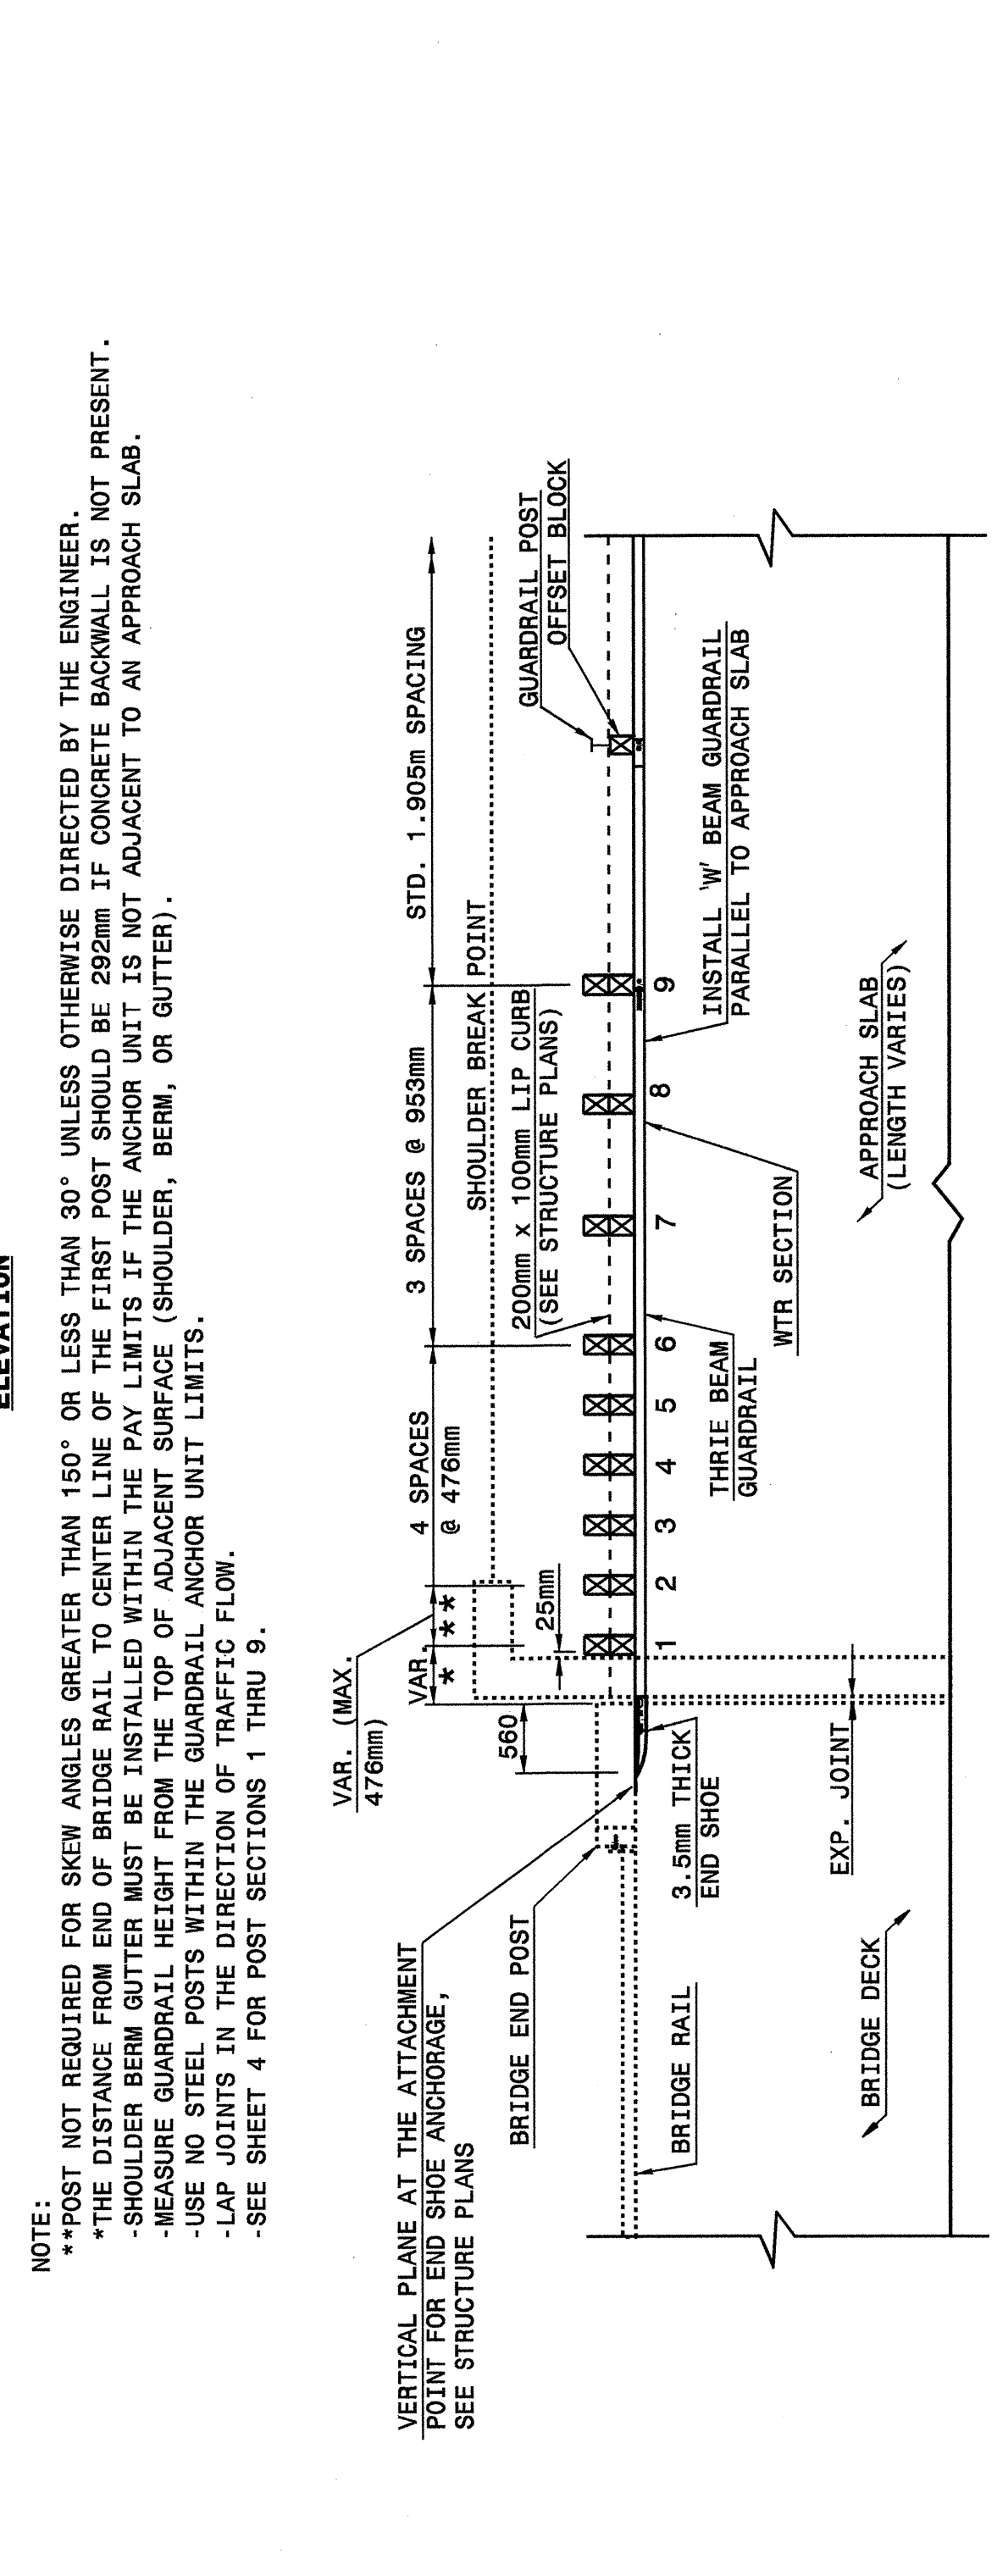 ELEVATION
NOTE:
**POST NOT REQUIRED FOR SKEW ANGLES GREATER THAN 150° OR LESS THAN 30° UNLESS OTHERWISE DIRECTED BY THE ENGINEER.
*THE DISTANCE FROM END OF BRIDGE RAIL TO CENTER LINE OF THE FIRST POST SHOULD BE 292mm IF CONCRETE BACKWALL IS NOT PRESENT.
-SHOULDER BERM GUTTER MUST BE INSTALLED WITHIN THE PAY LIMITS IF THE ANCHOR UNIT IS NOT ADJACENT TO AN APPROACH SLAB.
-MEASURE GUARDRAIL HEIGHT FROM THE TOP OF ADJACENT SURFACE (SHOULDER, BERM, OR GUTTER).
-USE NO STEEL POSTS WITHIN THE GUARDRAIL ANCHOR UNIT LIMITS.
-LAP JOINTS IN THE DIRECTION OF TRAFFIC FLOW.
-SEE SHEET 4 FOR POST SECTIONS 1 THRU 9.
VAR. (MAX.
476mm)
VAR.
*
**
4 SPACES
@ 476mm
3 SPACES @ 953mm
STD. 1.905m SPACING
VERTICAL PLANE AT THE ATTACHMENT
POINT FOR END SHOE ANCHORAGE,
SEE STRUCTURE PLANS
SHOULDER BREAK POINT
560
25mm
200mm x 100mm LIP CURB
(SEE STRUCTURE PLANS)
GUARDRAIL POST
OFFSET BLOCK
BRIDGE END POST
1 2 3 4 5 6 7 8 9
BRIDGE RAIL
3.5mm THICK
END SHOE
THRIE BEAM
GUARDRAIL
WTR SECTION
INSTALL 'W' BEAM GUARDRAIL
PARALLEL TO APPROACH SLAB
EXP. JOINT
BRIDGE DECK
APPROACH SLAB
(LENGTH VARIES)